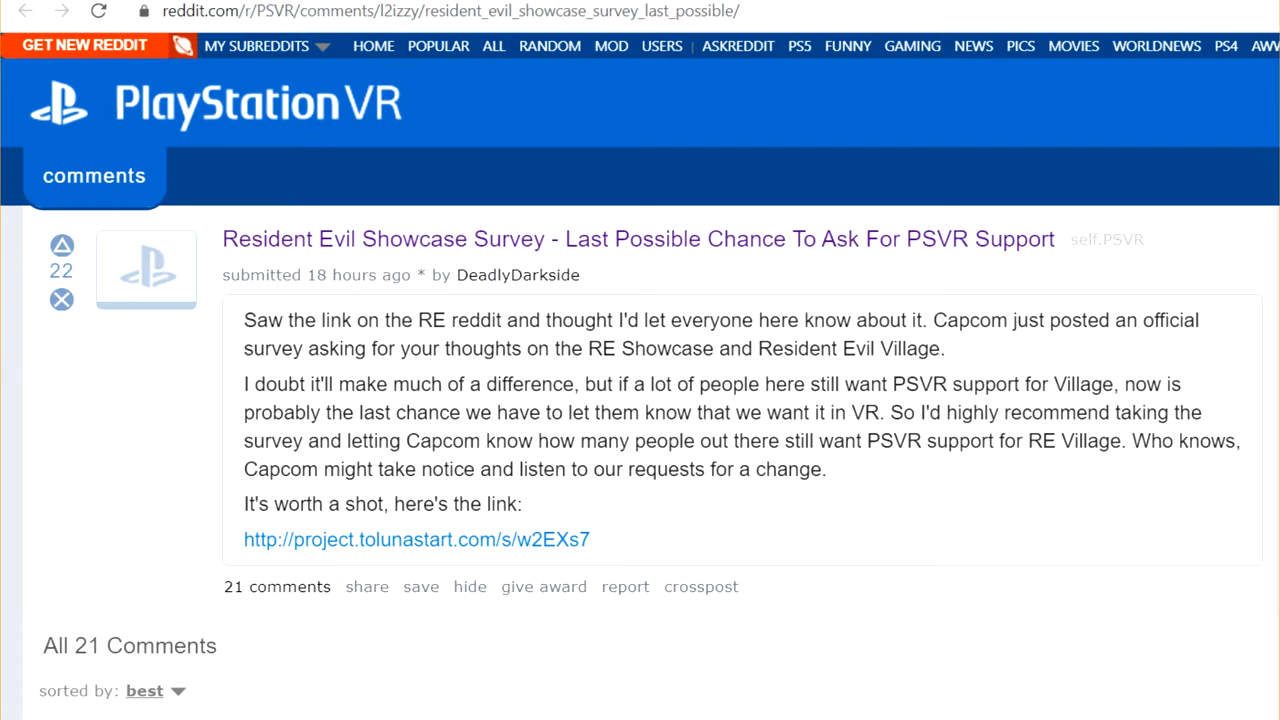 reddit.com/r/PSVR/comments/l2izzy/resident_evil_showcase_survey_last_possible/
GET NEW REDDIT MY SUBREDDITS HOME POPULAR ALL RANDOM MOD USERS | ASKREDDIT PS5 FUNNY GAMING NEWS PICS MOVIES WORLDNEWS PS4 AWW
PlayStation VR
comments
Resident Evil Showcase Survey - Last Possible Chance To Ask For PSVR Support self.PSVR
22
submitted 18 hours ago * by DeadlyDarkside
Saw the link on the RE reddit and thought I'd let everyone here know about it. Capcom just posted an official
survey asking for your thoughts on the RE Showcase and Resident Evil Village.
I doubt it'll make much of a difference, but if a lot of people here still want PSVR support for Village, now is
probably the last chance we have to let them know that we want it in VR. So I'd highly recommend taking the
survey and letting Capcom know how many people out there still want PSVR support for RE Village. Who knows,
Capcom might take notice and listen to our requests for a change.
It's worth a shot, here's the link:
http://project.tolunastart.com/s/w2EXs7
21 comments share save hide give award report crosspost
All 21 Comments
sorted by: best